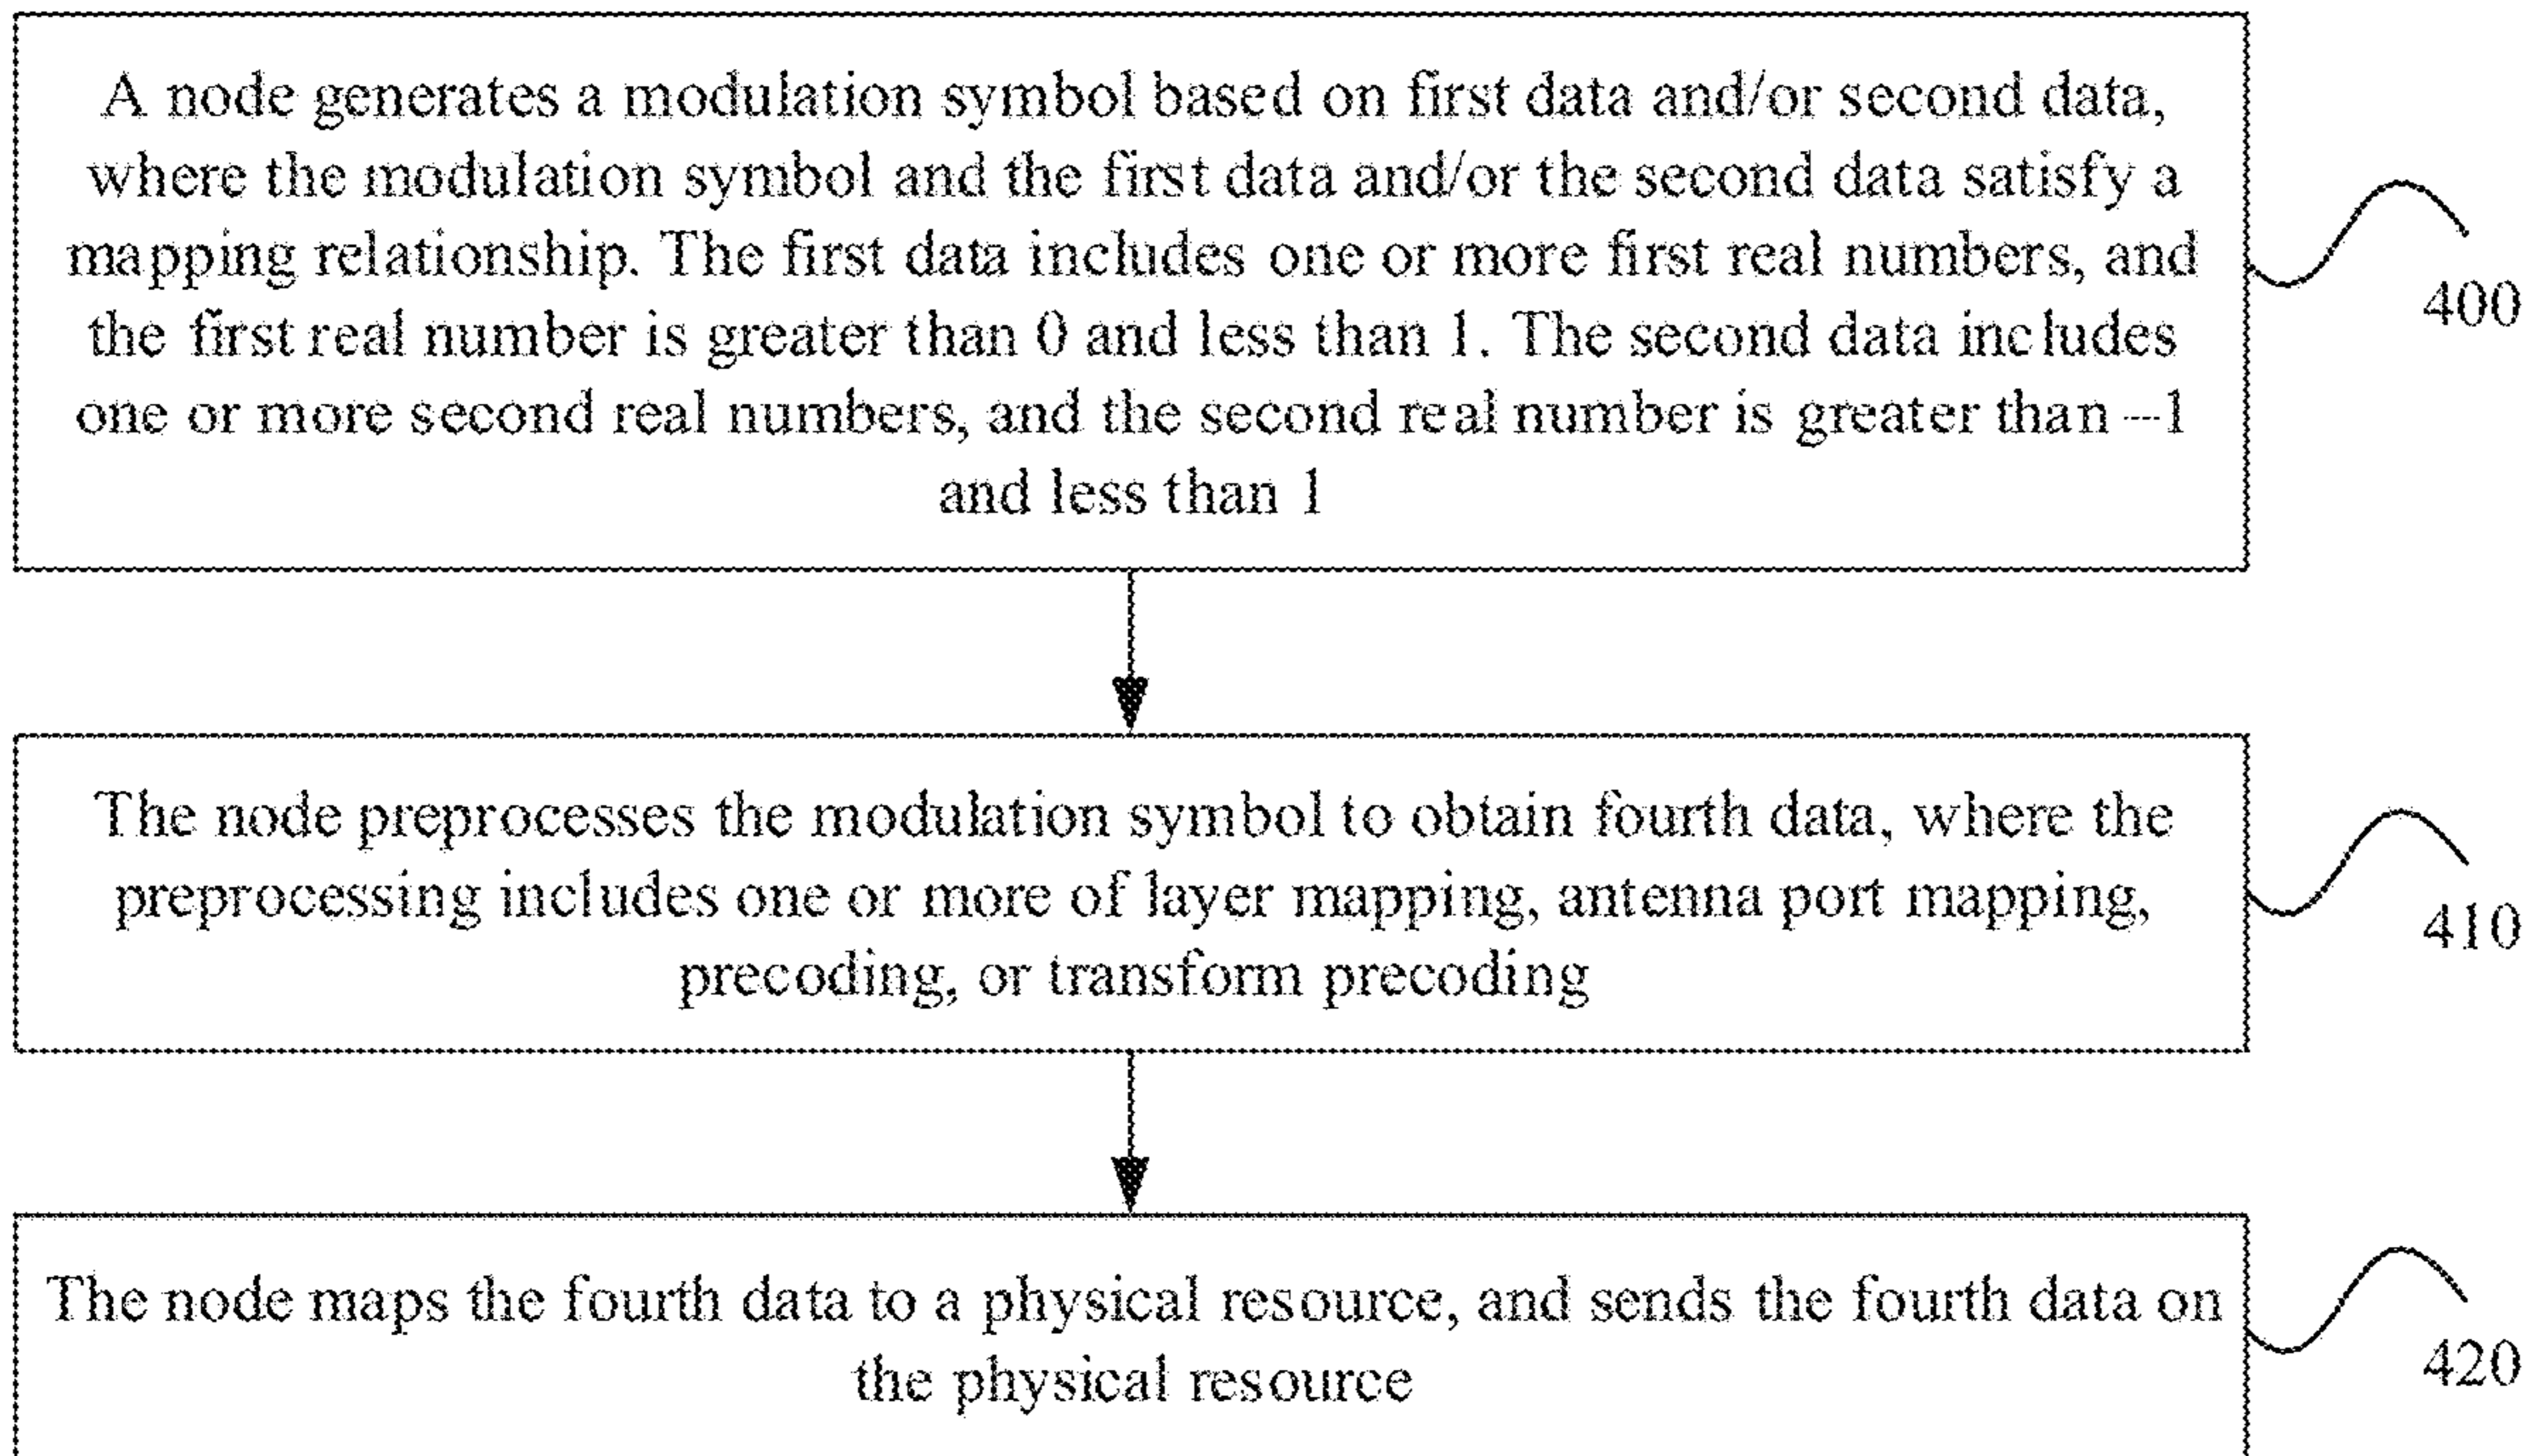 A node generates a modulation symbol based on first data and/or second data,
where the modulation symbol and the first data and/or the second data satisfy a
mapping relationship. The first data includes one or more first real numbers, and
the first real number is greater than 0 and less than 1. The second data includes
one or more second real numbers, and the second real number is greater than –1
and less than 1
400
The node preprocesses the modulation symbol to obtain fourth data, where the
preprocessing includes one or more of layer mapping, antenna port mapping,
precoding, or transform precoding
410
The node maps the fourth data to a physical resource, and sends the fourth data on
the physical resource
420